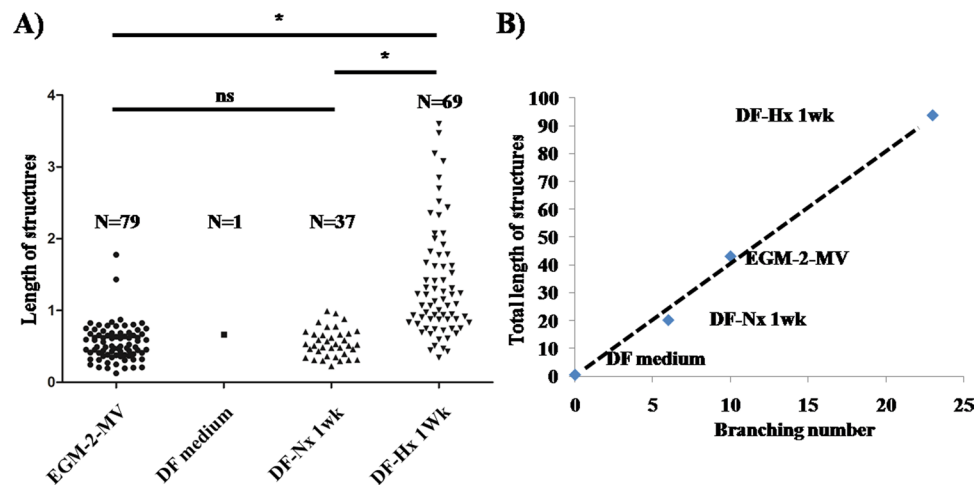 A)
*
*
ns
N=69
N=79
N=1
N=37
Length of structures
4
3
2
1
0
EGM-2-MV
DF medium
DF-Nx 1wk
DF-Hx 1Wk
B)
Total length of structures
100
90
80
70
60
50
40
30
20
10
0
DF-Hx 1wk
EGM-2-MV
DF-Nx 1wk
DF medium
0
5
10
15
20
25
Branching number